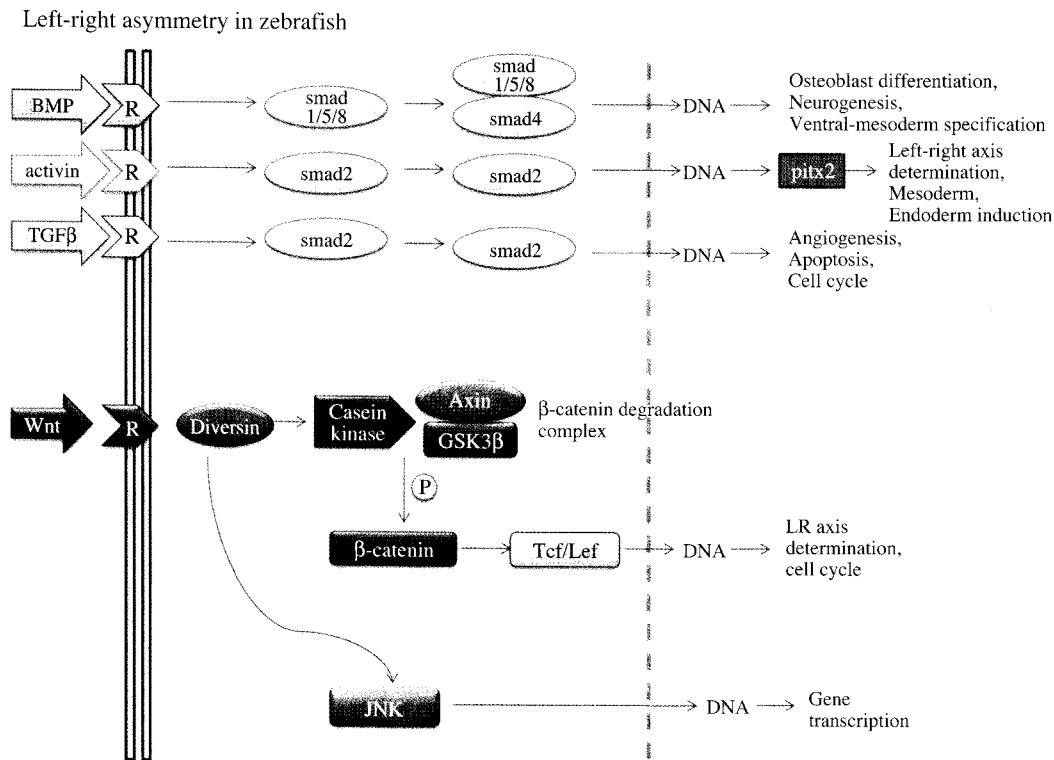 Left-right asymmetry in zebrafish
BMP
R
smad
1/5/8
smad
1/5/8
smad4
DNA
Osteoblast differentiation,
Neurogenesis,
Ventral-mesoderm specification
activin
R
smad2
smad2
DNA
pitx2
Left-right axis
determination,
Mesoderm,
Endoderm induction
TGFβ
R
smad2
smad2
DNA
Angiogenesis,
Apoptosis,
Cell cycle
Wnt
R
Diversin
Casein
kinase
Axin
GSK3β
β-catenin degradation
complex
P
β-catenin
Tcf/Lef
DNA
LR axis
determination,
cell cycle
JNK
DNA
Gene
transcription